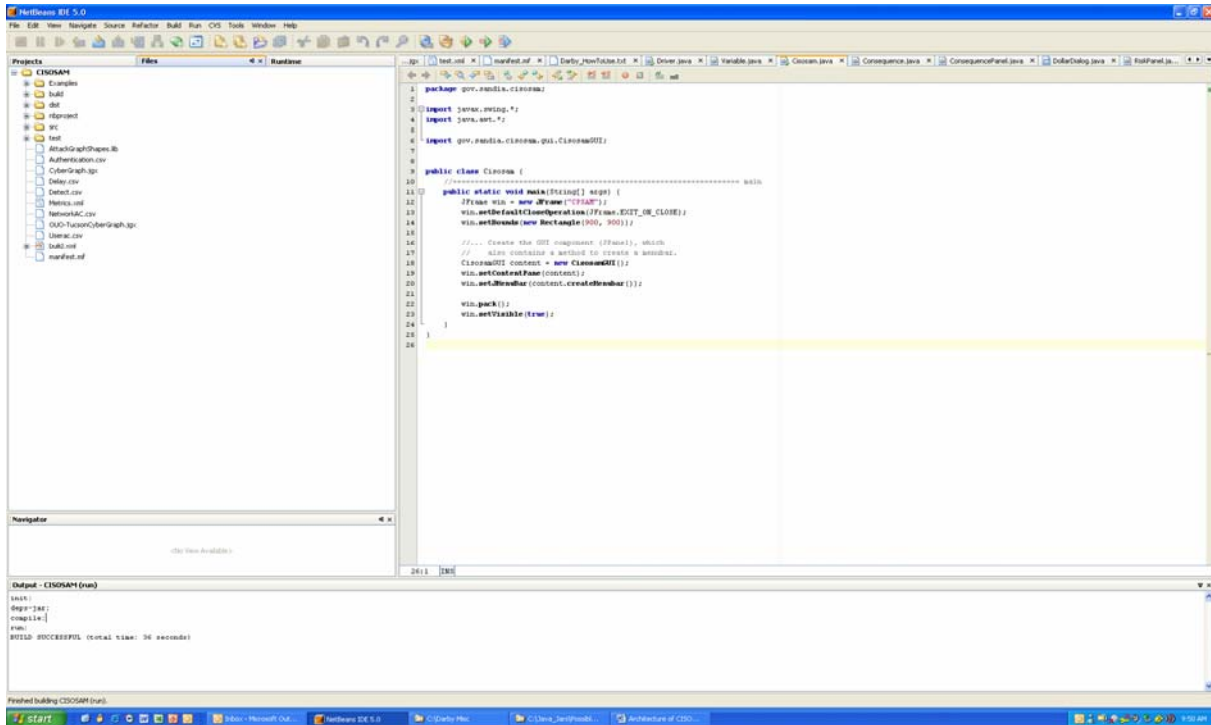 NetBeans IDE 5.0
File Edit View Navigate Source Refactor Build Run CVS Tools Window Help
Projects Files Runtime
CISOSAM
Examples
build
dist
nbproject
src
test
AttackGraphShapes.lib
Authentication.csv
CyberGraph.jgx
Delay.csv
Detect.csv
Metrics.xml
NetworkAC.csv
OUO-TucsonCyberGraph.jgx
Userac.csv
build.xml
manifest.mf
...jgx test.xml manifest.mf Darby_HowToUse.txt Driver.java Variable.java Cisosam.java Consequence.java ConsequencePanel.java DollarDialog.java RiskPanel.ja...
1 package gov.sandia.cisosam;
2
3 import javax.swing.*;
4 import java.awt.*;
5
6 import gov.sandia.cisosam.gui.CisosamGUI;
7
8
9 public class Cisosam {
10 //================================================================== main
11 public static void main(String[] args) {
12 JFrame win = new JFrame("CPSAM");
13 win.setDefaultCloseOperation(JFrame.EXIT_ON_CLOSE);
14 win.setBounds(new Rectangle(900, 900));
15
16 //... Create the GUI component (JPanel), which
17 // also contains a method to create a menubar.
18 CisosamGUI content = new CisosamGUI();
19 win.setContentPane(content);
20 win.setJMenuBar(content.createMenubar());
21
22 win.pack();
23 win.setVisible(true);
24 }
25 }
26
Navigator
<No View Available>
26:1 INS
Output - CISOSAM (run)
init:
deps-jar:
compile:
run:
BUILD SUCCESSFUL (total time: 36 seconds)
Finished building CISOSAM (run).
start Inbox - Microsoft Out... NetBeans IDE 5.0 C:\Darby Misc C:\Java_Jars\Possibl... Architecture of CISO... 9:50 AM